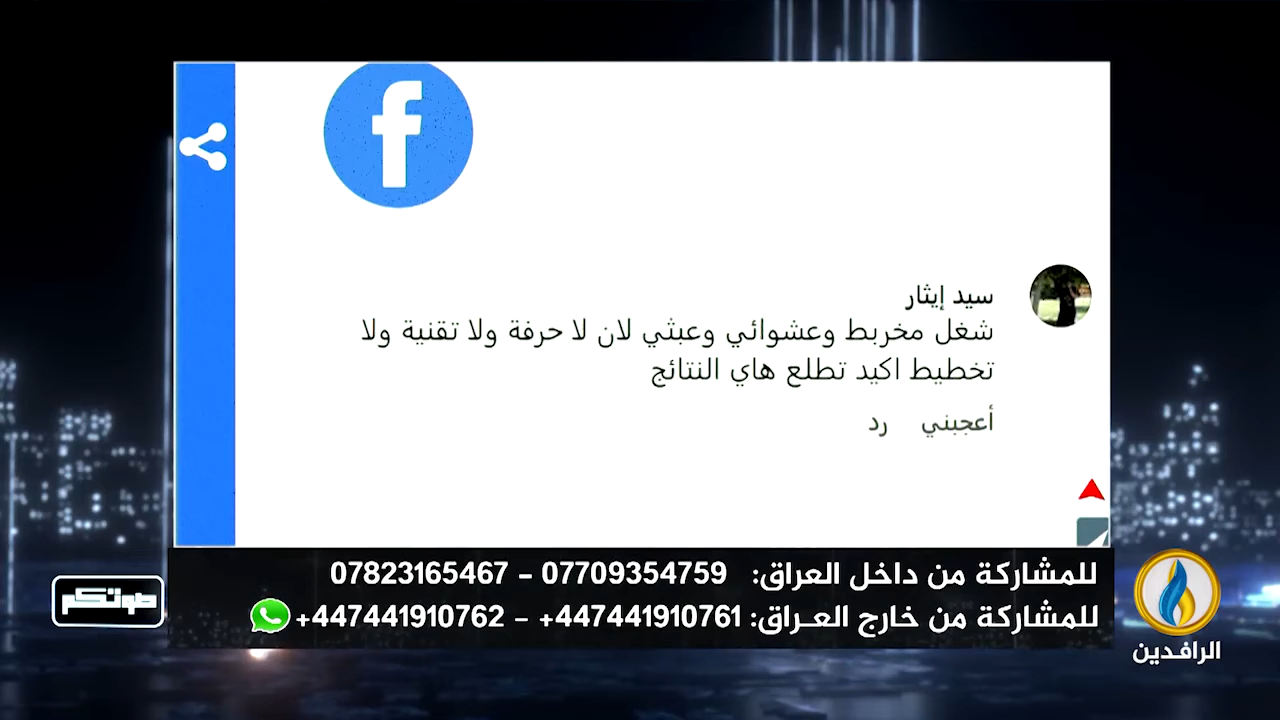 سيد إيثار
شغل مخربط وعشوائي وعبثي لان لا حرفة ولا تقنية ولا
تخطيط اكيد تطلع هاي النتائج
أعجبني رد
للمشاركة من داخل العراق: 07709354759 - 07823165467
للمشاركة من خارج العـراق: 447441910761+ - 447441910762+
صوتكم
الرافدين